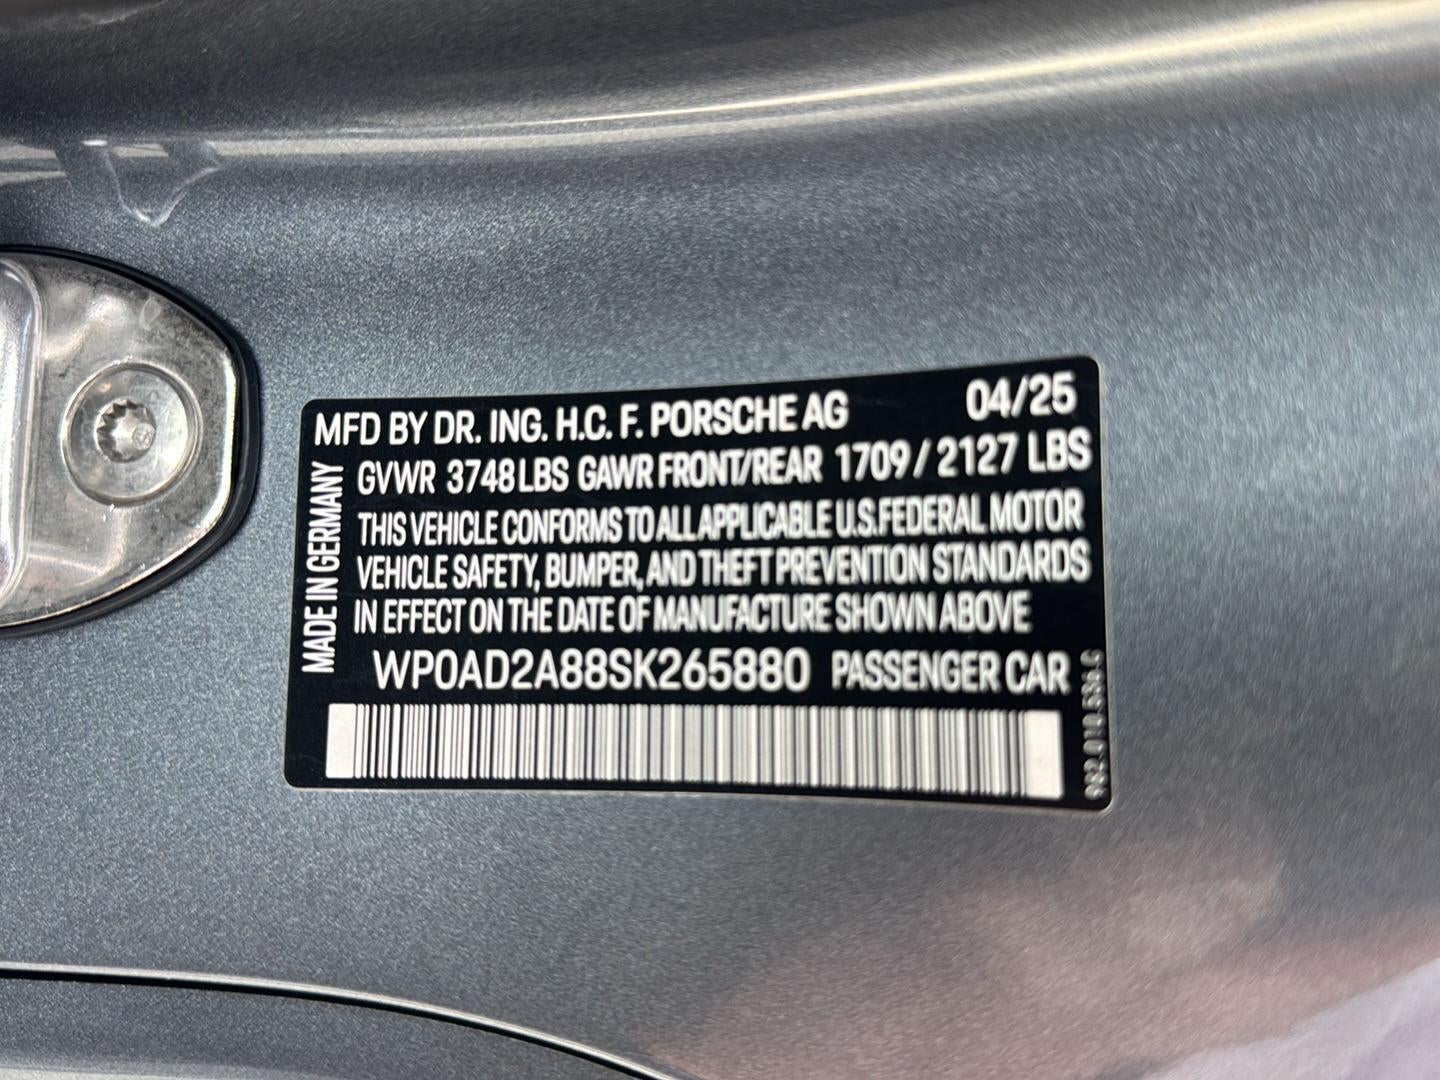 MFD BY DR. ING. H.C. F. PORSCHE AG 04/25
GVWR 3748 LBS GAWR FRONT/REAR 1709 / 2127 LBS
THIS VEHICLE CONFORMS TO ALL APPLICABLE U.S. FEDERAL MOTOR
VEHICLE SAFETY, BUMPER, AND THEFT PREVENTION STANDARDS
IN EFFECT ON THE DATE OF MANUFACTURE SHOWN ABOVE
WP0AD2A88SK265880 PASSENGER CAR
MADE IN GERMANY